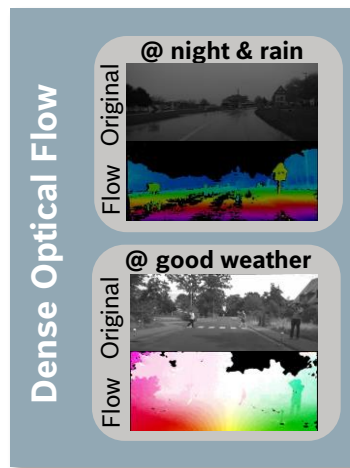 Dense Optical Flow
@ night & rain
Original
Flow
@ good weather
Original
Flow